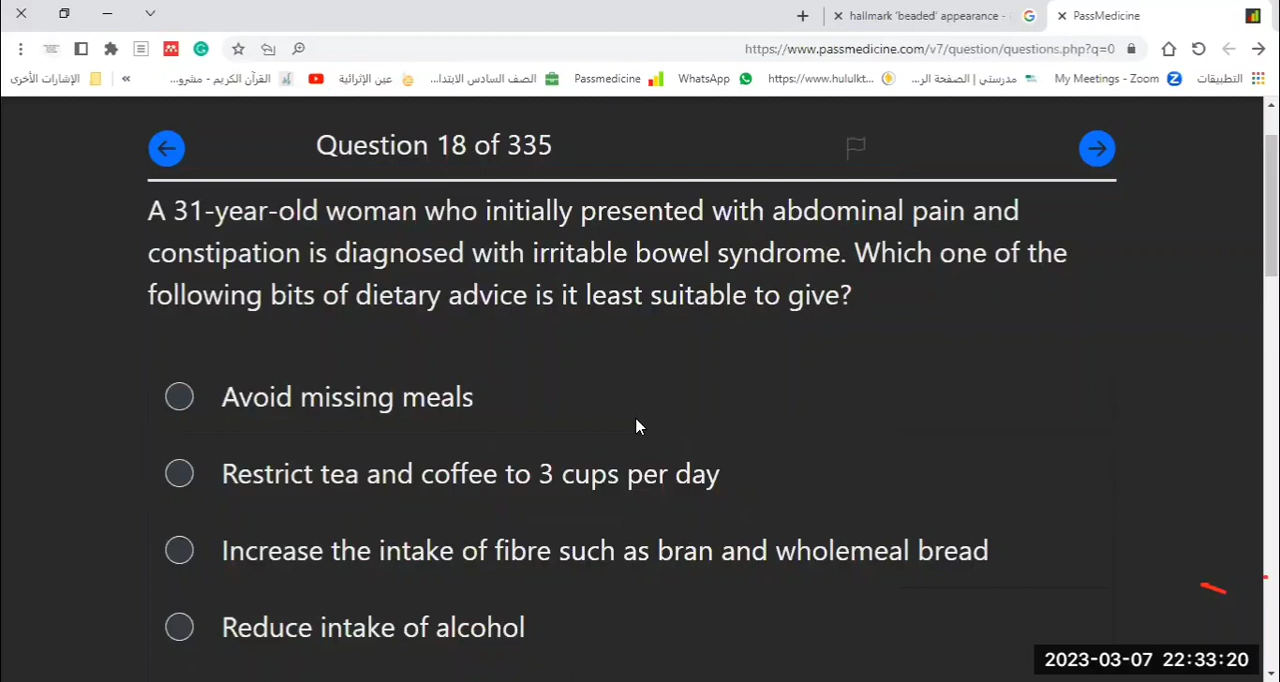 hallmark 'beaded' appearance -
PassMedicine
https://www.passmedicine.com/v7/question/questions.php?q=0
الإشارات الأخرى
»
القرآن الكريم - مشرو...
عين الإثرائية
الصف السادس الابتدا...
Passmedicine
WhatsApp
https://www.hululkt...
مدرستي | الصفحة الر...
My Meetings - Zoom
التطبيقات
Question 18 of 335
A 31-year-old woman who initially presented with abdominal pain and
constipation is diagnosed with irritable bowel syndrome. Which one of the
following bits of dietary advice is it least suitable to give?
Avoid missing meals
Restrict tea and coffee to 3 cups per day
Increase the intake of fibre such as bran and wholemeal bread
Reduce intake of alcohol
2023-03-07 22:33:20